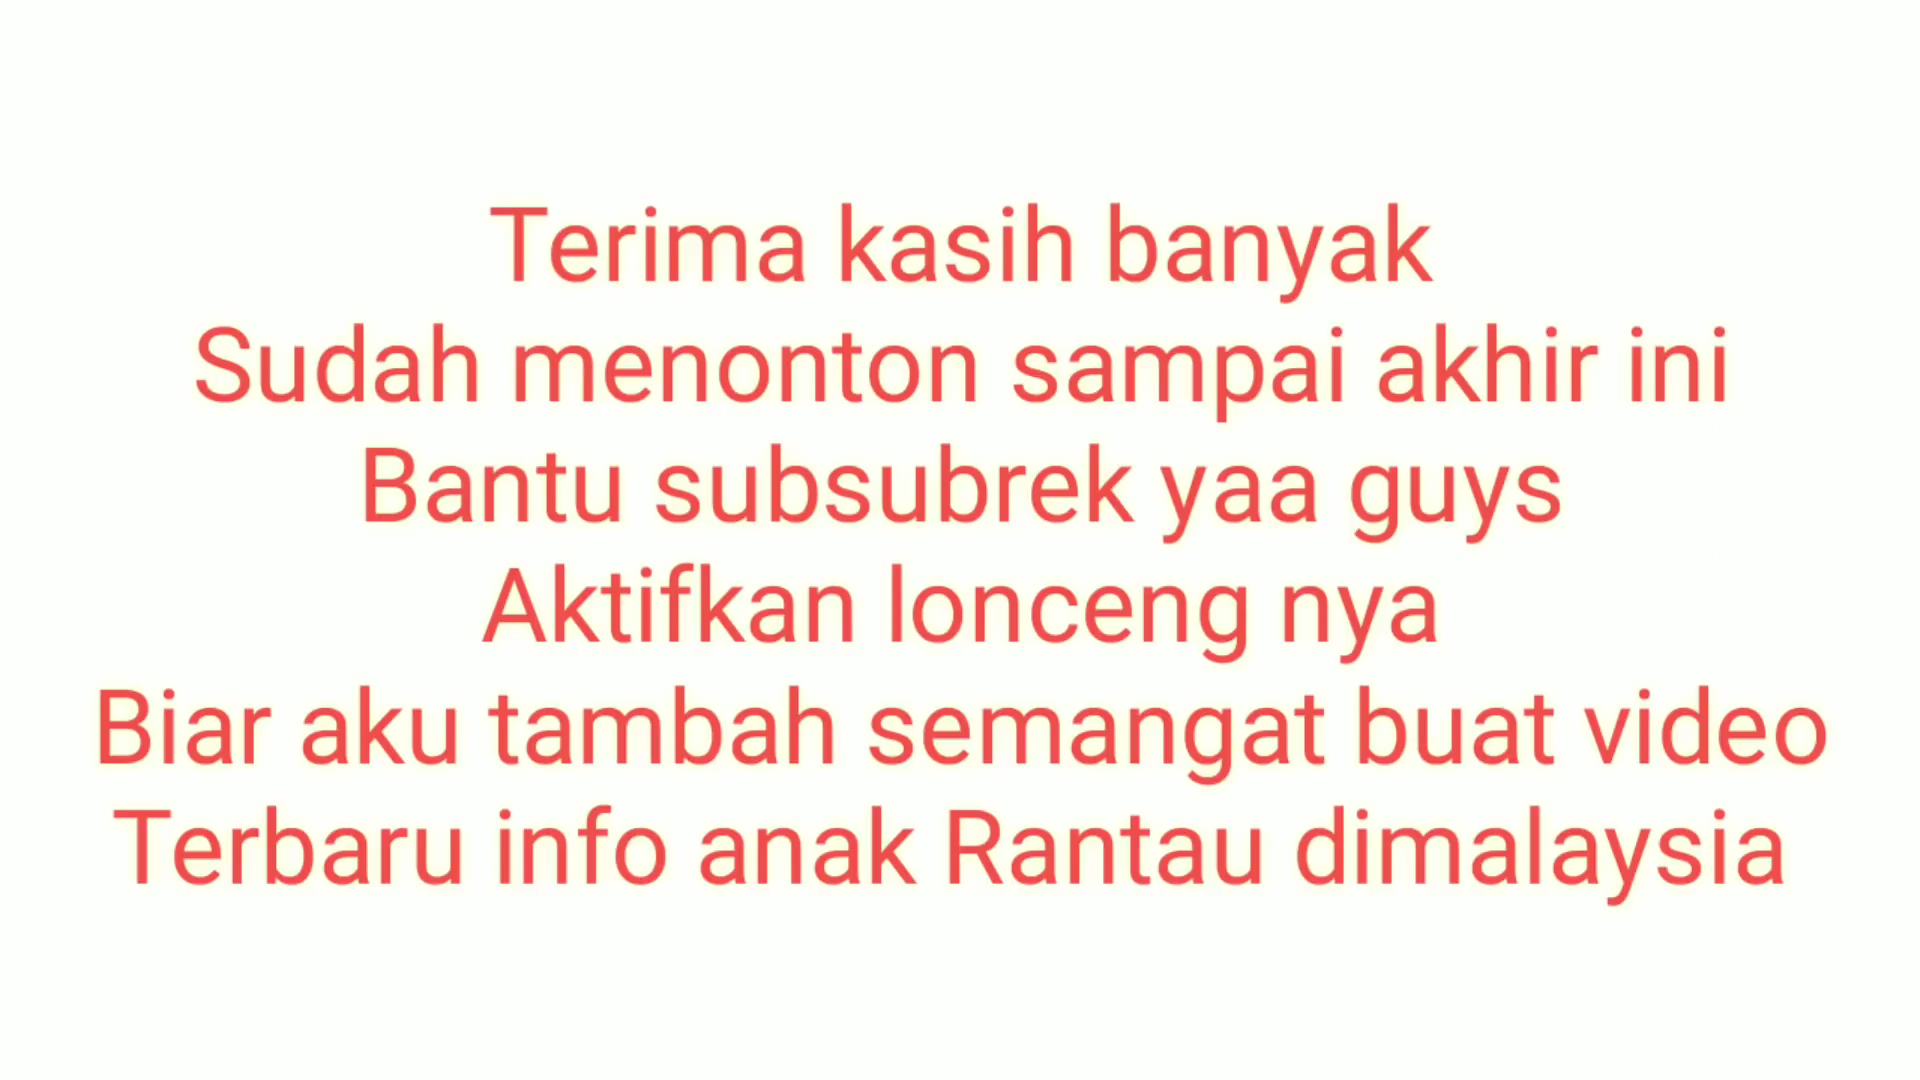 Terima kasih banyak
Sudah menonton sampai akhir ini
Bantu subsubrek yaa guys
Aktifkan lonceng nya
Biar aku tambah semangat buat video
Terbaru info anak Rantau dimalaysia